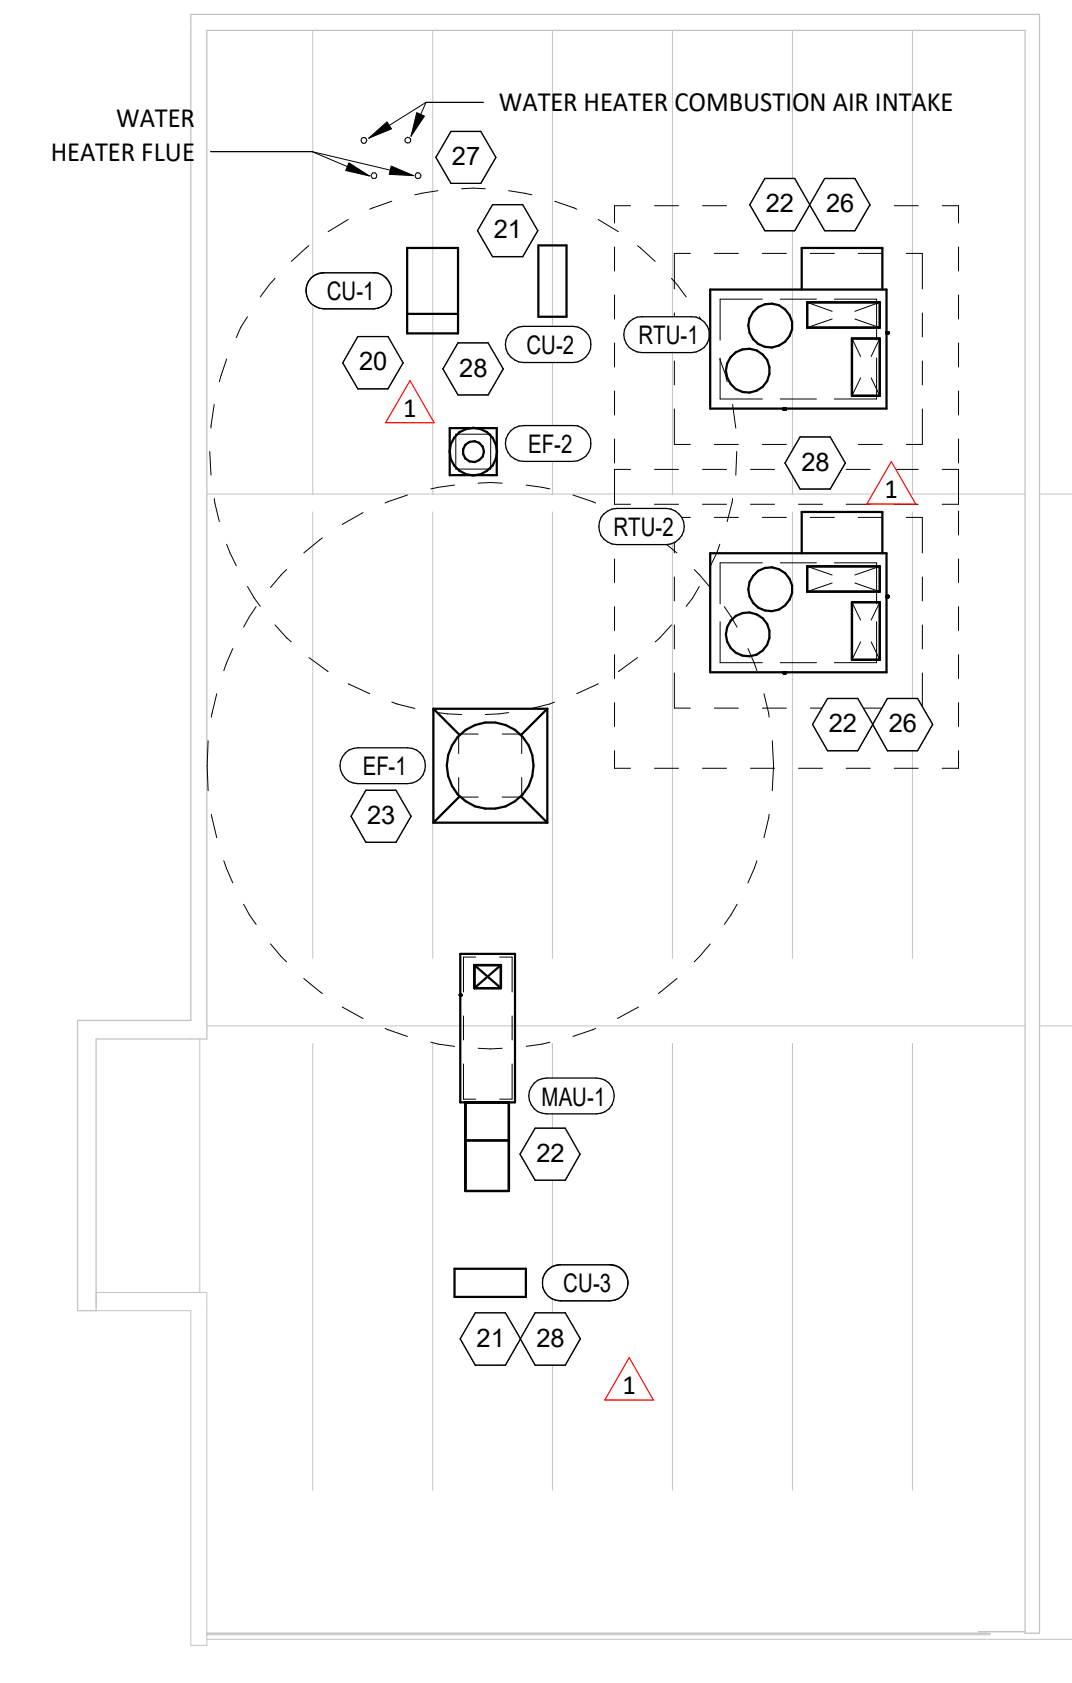 WATER HEATER COMBUSTION AIR INTAKE
WATER
HEATER FLUE
27
22
26
21
CU-1
CU-2
RTU-1
20
28
1
EF-2
28
1
RTU-2
22
26
EF-1
23
MAU-1
22
CU-3
21
28
1